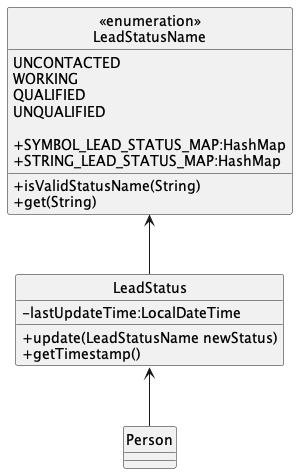 «enumeration»
LeadStatusName
UNCONTACTED
WORKING
QUALIFIED
UNQUALIFIED
+SYMBOL_LEAD_STATUS_MAP:HashMap
+STRING_LEAD_STATUS_MAP:HashMap
+isValidStatusName(String)
+get(String)
LeadStatus
-lastUpdateTime:LocalDateTime
+update(LeadStatusName newStatus)
+getTimestamp()
Person